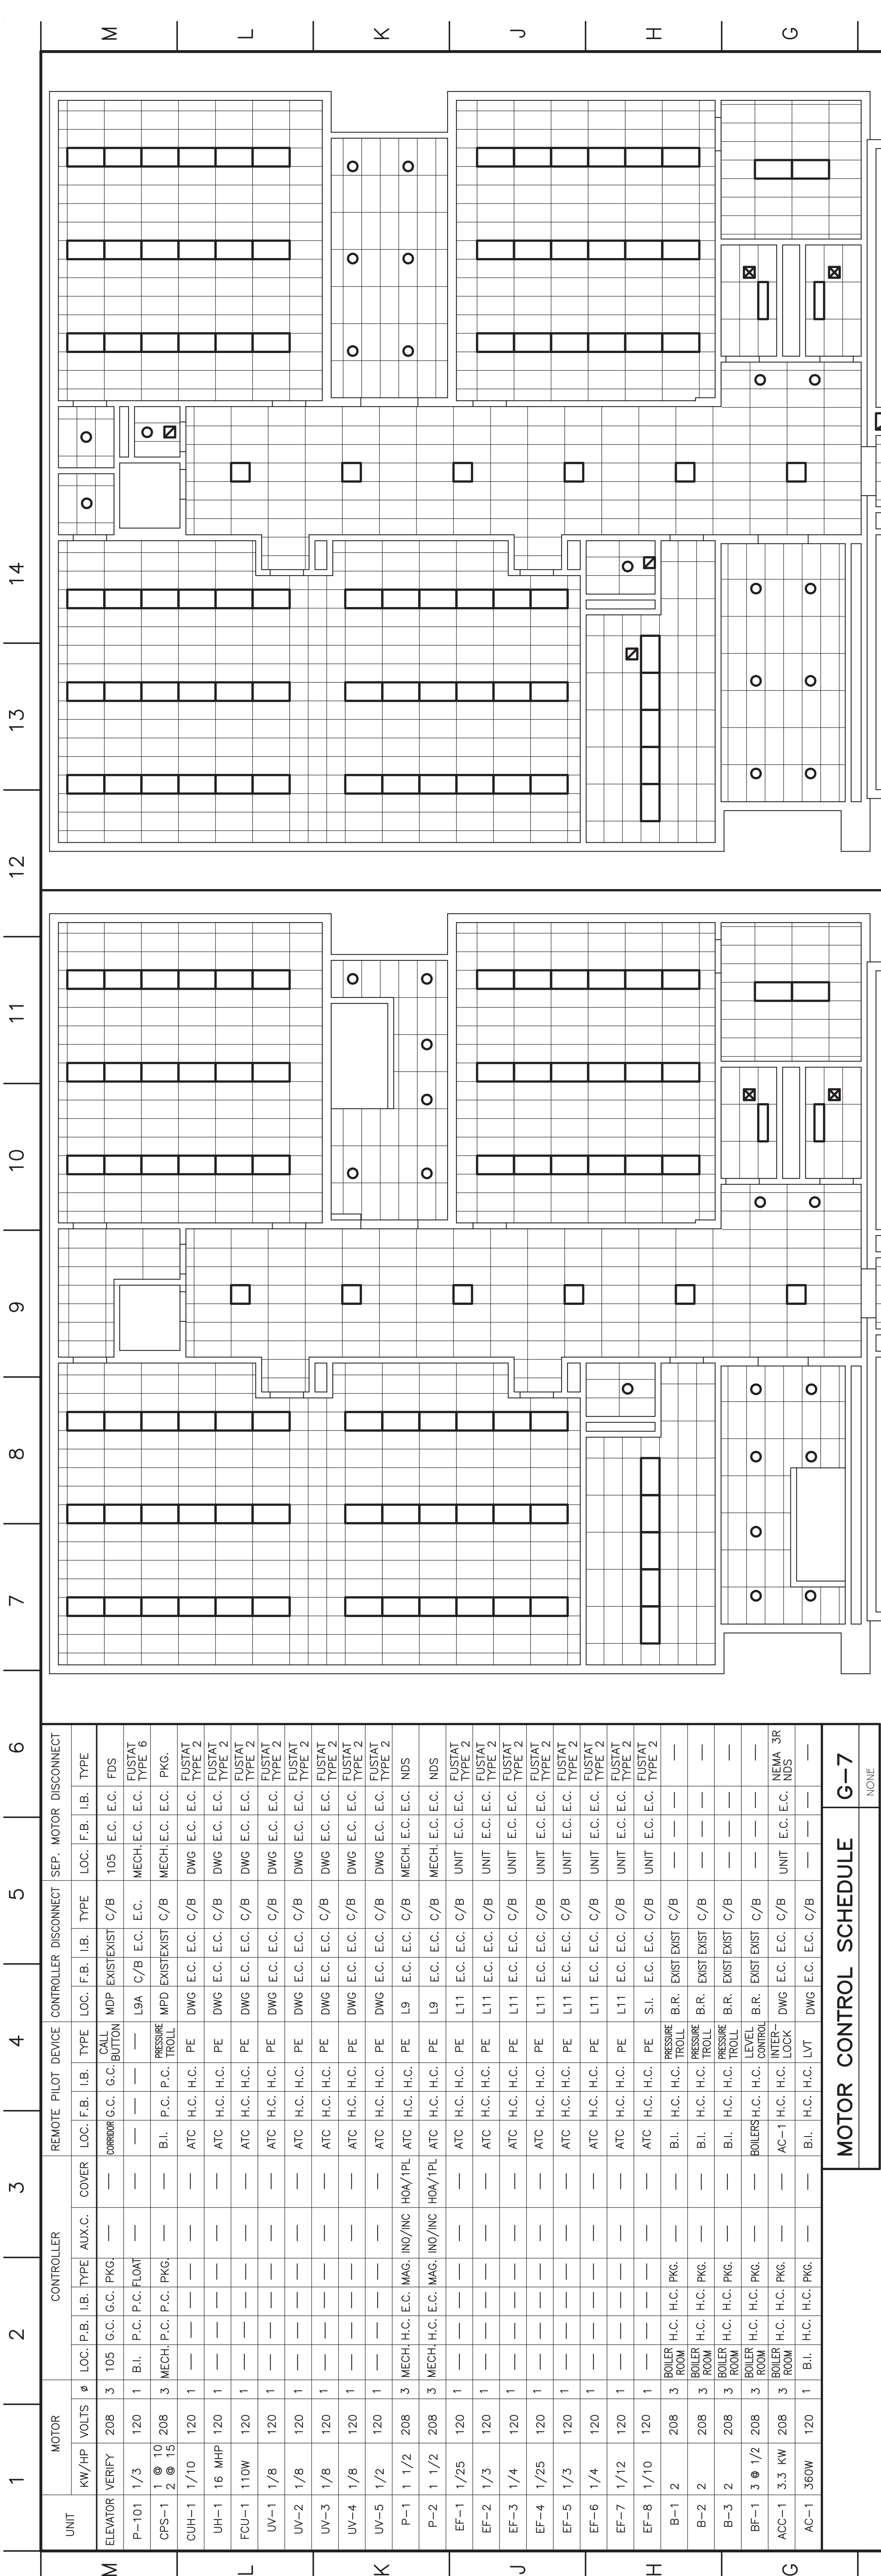 M L K J H G
14
13
12
11
10
9
8
7
6
5
4
3
2
1
UNIT MOTOR CONTROLLER REMOTE PILOT DEVICE CONTROLLER DISCONNECT SEP. MOTOR DISCONNECT
KW/HP VOLTS ø LOC. P.B. I.B. TYPE AUX.C. COVER LOC. F.B. I.B. TYPE LOC. F.B. I.B. TYPE LOC. F.B. I.B. TYPE
ELEVATOR VERIFY 208 3 105 G.C. G.C. PKG. — — CORRIDOR G.C. G.C. CALL BUTTON MDP EXIST EXIST C/B 105 E.C. E.C. FDS
P-101 1/3 120 1 B.I. P.C. P.C. FLOAT — — — — — — L9A C/B E.C. E.C. MECH. E.C. E.C. FUSTAT TYPE 6
CPS-1 1 @ 10 2 @ 15 208 3 MECH. P.C. P.C. PKG. — — B.I. P.C. P.C. PRESSURE TROLL MPD EXIST EXIST C/B MECH. E.C. E.C. PKG.
CUH-1 1/10 120 1 — — — — — — ATC H.C. H.C. PE DWG E.C. E.C. C/B DWG E.C. E.C. FUSTAT TYPE 2
UH-1 16 MHP 120 1 — — — — — — ATC H.C. H.C. PE DWG E.C. E.C. C/B DWG E.C. E.C. FUSTAT TYPE 2
FCU-1 110W 120 1 — — — — — — ATC H.C. H.C. PE DWG E.C. E.C. C/B DWG E.C. E.C. FUSTAT TYPE 2
UV-1 1/8 120 1 — — — — — — ATC H.C. H.C. PE DWG E.C. E.C. C/B DWG E.C. E.C. FUSTAT TYPE 2
UV-2 1/8 120 1 — — — — — — ATC H.C. H.C. PE DWG E.C. E.C. C/B DWG E.C. E.C. FUSTAT TYPE 2
UV-3 1/8 120 1 — — — — — — ATC H.C. H.C. PE DWG E.C. E.C. C/B DWG E.C. E.C. FUSTAT TYPE 2
UV-4 1/8 120 1 — — — — — — ATC H.C. H.C. PE DWG E.C. E.C. C/B DWG E.C. E.C. FUSTAT TYPE 2
UV-5 1/2 120 1 — — — — — — ATC H.C. H.C. PE DWG E.C. E.C. C/B DWG E.C. E.C. FUSTAT TYPE 2
P-1 1 1/2 208 3 MECH. H.C. E.C. MAG. INO/INC HOA/1PL ATC H.C. H.C. PE L9 E.C. E.C. C/B MECH. E.C. E.C. NDS
P-2 1 1/2 208 3 MECH. H.C. E.C. MAG. INO/INC HOA/1PL ATC H.C. H.C. PE L9 E.C. E.C. C/B MECH. E.C. E.C. NDS
EF-1 1/25 120 1 — — — — — — ATC H.C. H.C. PE L11 E.C. E.C. C/B UNIT E.C. E.C. FUSTAT TYPE 2
EF-2 1/3 120 1 — — — — — — ATC H.C. H.C. PE L11 E.C. E.C. C/B UNIT E.C. E.C. FUSTAT TYPE 2
EF-3 1/4 120 1 — — — — — — ATC H.C. H.C. PE L11 E.C. E.C. C/B UNIT E.C. E.C. FUSTAT TYPE 2
EF-4 1/25 120 1 — — — — — — ATC H.C. H.C. PE L11 E.C. E.C. C/B UNIT E.C. E.C. FUSTAT TYPE 2
EF-5 1/3 120 1 — — — — — — ATC H.C. H.C. PE L11 E.C. E.C. C/B UNIT E.C. E.C. FUSTAT TYPE 2
EF-6 1/4 120 1 — — — — — — ATC H.C. H.C. PE L11 E.C. E.C. C/B UNIT E.C. E.C. FUSTAT TYPE 2
EF-7 1/12 120 1 — — — — — — ATC H.C. H.C. PE L11 E.C. E.C. C/B UNIT E.C. E.C. FUSTAT TYPE 2
EF-8 1/10 120 1 — — — — — — ATC H.C. H.C. PE S.I. E.C. E.C. C/B UNIT E.C. E.C. FUSTAT TYPE 2
B-1 2 208 3 BOILER ROOM H.C. H.C. PKG. — — B.I. H.C. H.C. PRESSURE TROLL B.R. EXIST EXIST C/B — — — —
B-2 2 208 3 BOILER ROOM H.C. H.C. PKG. — — B.I. H.C. H.C. PRESSURE TROLL B.R. EXIST EXIST C/B — — — —
B-3 2 208 3 BOILER ROOM H.C. H.C. PKG. — — B.I. H.C. H.C. PRESSURE TROLL B.R. EXIST EXIST C/B — — — —
BF-1 3 @ 1/2 208 3 BOILER ROOM H.C. H.C. PKG. — — BOILERS H.C. H.C. LEVEL CONTROL B.R. EXIST EXIST C/B — — — —
ACC-1 3.3 KW 208 3 BOILER ROOM H.C. H.C. PKG. — — AC-1 H.C. H.C. INTER-LOCK DWG E.C. E.C. C/B UNIT E.C. E.C. NEMA 3R NDS
AC-1 360W 120 1 B.I. H.C. H.C. PKG. — — B.I. H.C. H.C. LVT DWG E.C. E.C. C/B — — — —
MOTOR CONTROL SCHEDULE G-7
NONE
M L K J H G